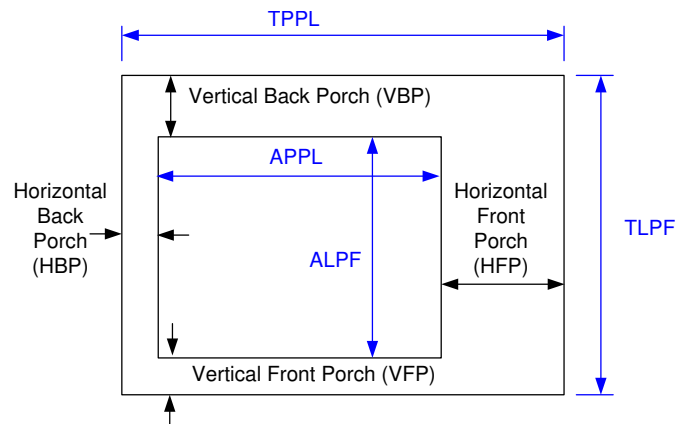 TPPL
Vertical Back Porch (VBP)
APPL
Horizontal
Back
Porch
(HBP)
Horizontal
Front
Porch
(HFP)
TLPF
ALPF
Vertical Front Porch (VFP)